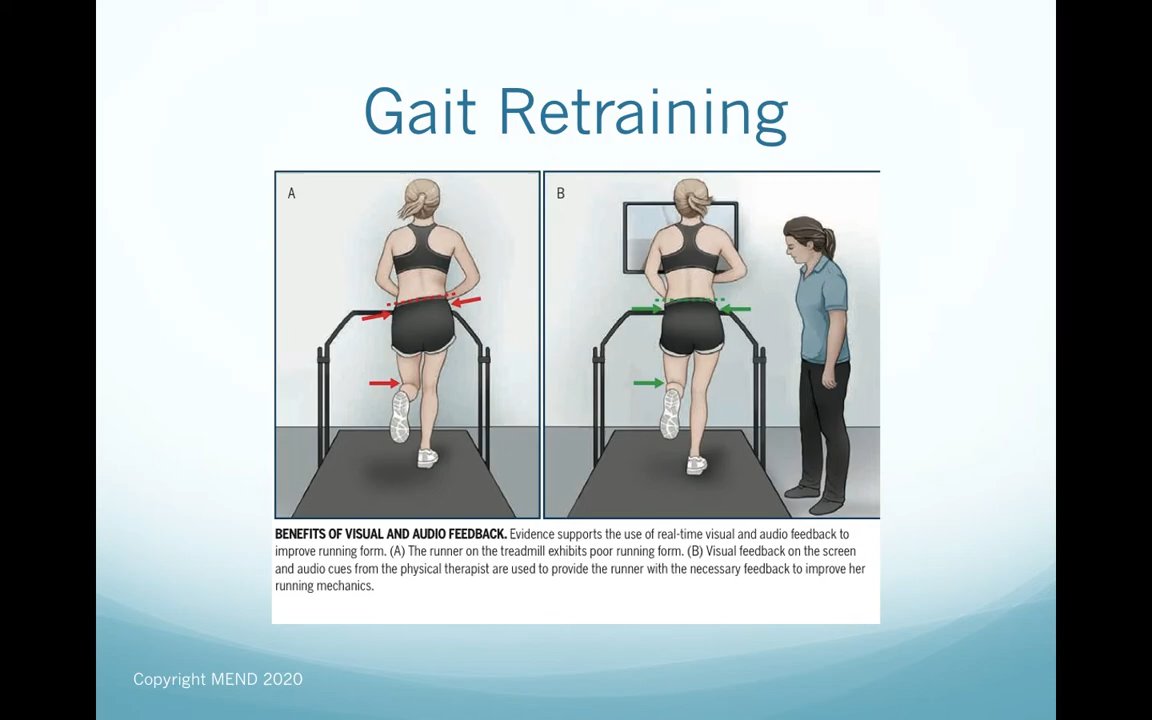 Gait Retraining
A
B
BENEFITS OF VISUAL AND AUDIO FEEDBACK. Evidence supports the use of real-time visual and audio feedback to
improve running form. (A) The runner on the treadmill exhibits poor running form. (B) Visual feedback on the screen
and audio cues from the physical therapist are used to provide the runner with the necessary feedback to improve her
running mechanics.
Copyright MEND 2020